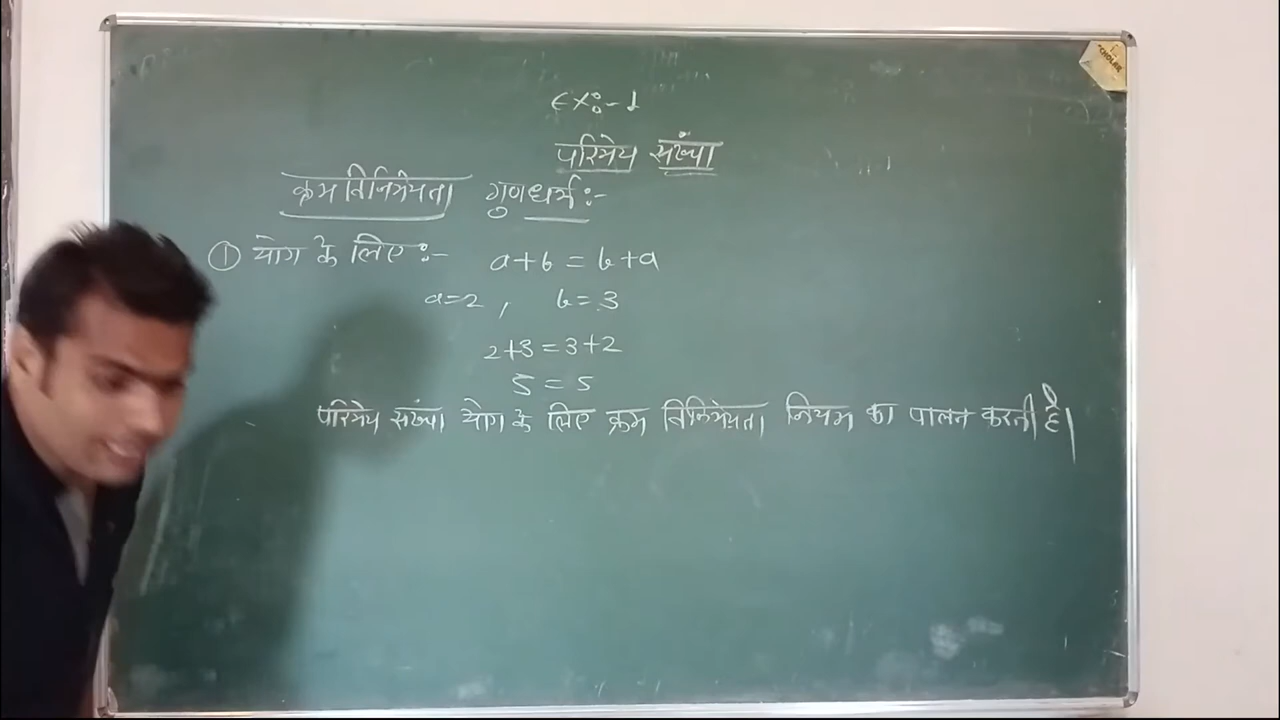 Ex:- 1
परिमेय संख्या
क्रम विनिमेयता गुणधर्म :-
① योग के लिए :- a+b = b+a
a=2 , b=3
2+3 = 3+2
5 = 5
परिमेय संख्या योग के लिए क्रम विनिमेयता नियम का पालन करती है।
SCHOLAR